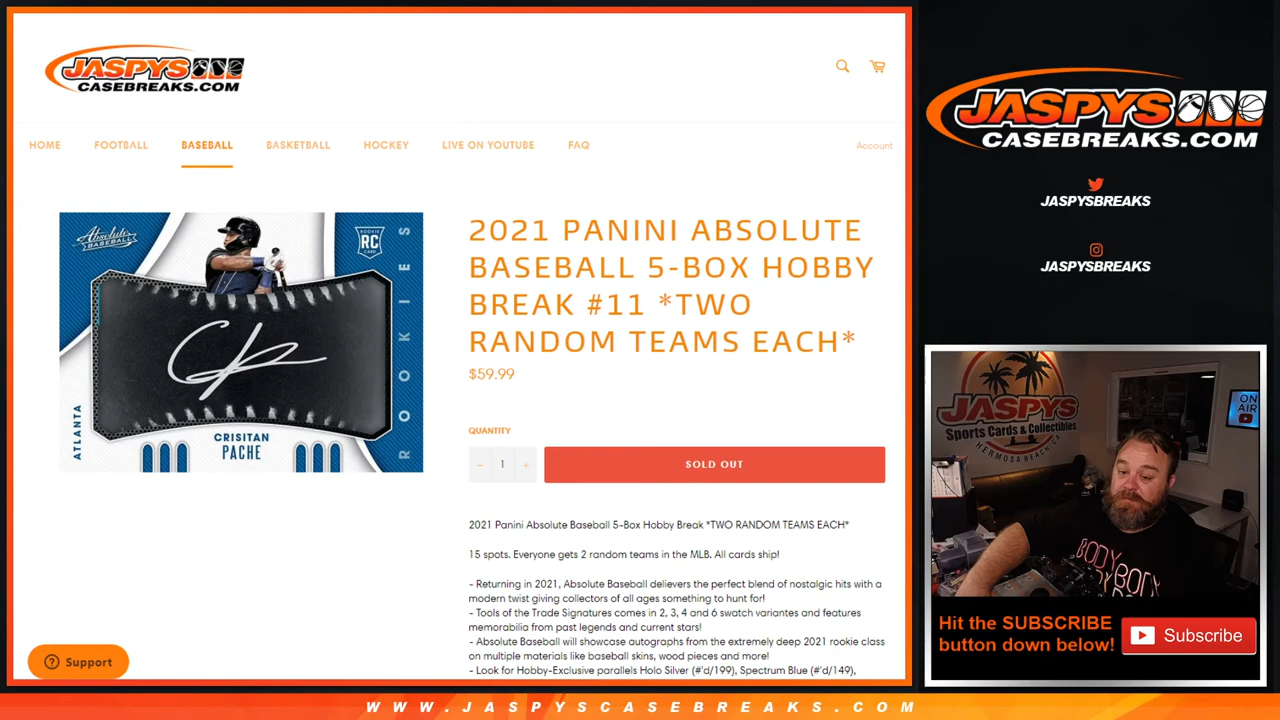 JASPYS
CASEBREAKS.COM
HOME
FOOTBALL
BASEBALL
BASKETBALL
HOCKEY
LIVE ON YOUTUBE
FAQ
Account
Absolute
BASEBALL
ROOKIE
RC
CARD
ROOKIES
ATLANTA
CRISITAN
PACHE
2021 PANINI ABSOLUTE
BASEBALL 5-BOX HOBBY
BREAK #11 *TWO
RANDOM TEAMS EACH*
$59.99
QUANTITY
− 1 +
SOLD OUT
2021 Panini Absolute Baseball 5-Box Hobby Break *TWO RANDOM TEAMS EACH*
15 spots. Everyone gets 2 random teams in the MLB. All cards ship!
- Returning in 2021, Absolute Baseball delievers the perfect blend of nostalgic hits with a
modern twist giving collectors of all ages something to hunt for!
- Tools of the Trade Signatures comes in 2, 3, 4 and 6 swatch variantes and features
memorabilia from past legends and current stars!
- Absolute Baseball will showcase autographs from the extremely deep 2021 rookie class
on multiple materials like baseball skins, wood pieces and more!
- Look for Hobby-Exclusive parallels Holo Silver (#'d/199), Spectrum Blue (#'d/149),
Support
JASPYS
CASEBREAKS.COM
JASPYSBREAKS
JASPYSBREAKS
JASPYS
Sports Cards & Collectibles
HERMOSA BEACH, CA
ON
AIR
BODY
BODY
BODY
Hit the SUBSCRIBE
button down below!
Subscribe
WWW.JASPYSCASEBREAKS.COM